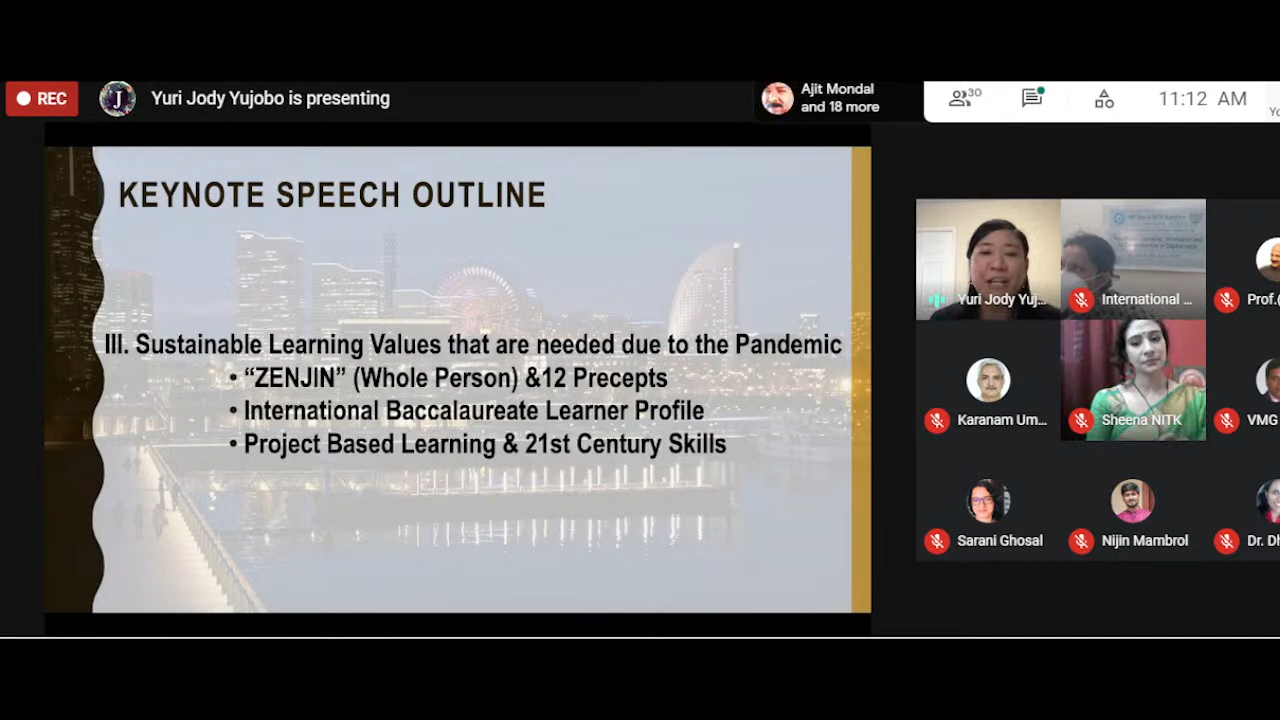 REC
J
Yuri Jody Yujobo is presenting
Ajit Mondal
and 18 more
30
11:12 AM
KEYNOTE SPEECH OUTLINE
III. Sustainable Learning Values that are needed due to the Pandemic
• “ZENJIN” (Whole Person) &12 Precepts
• International Baccalaureate Learner Profile
• Project Based Learning & 21st Century Skills
Yuri Jody Yuj...
International ...
Prof.(
Karanam Um...
Sheena NITK
VMG
Sarani Ghosal
Nijin Mambrol
Dr. Dh